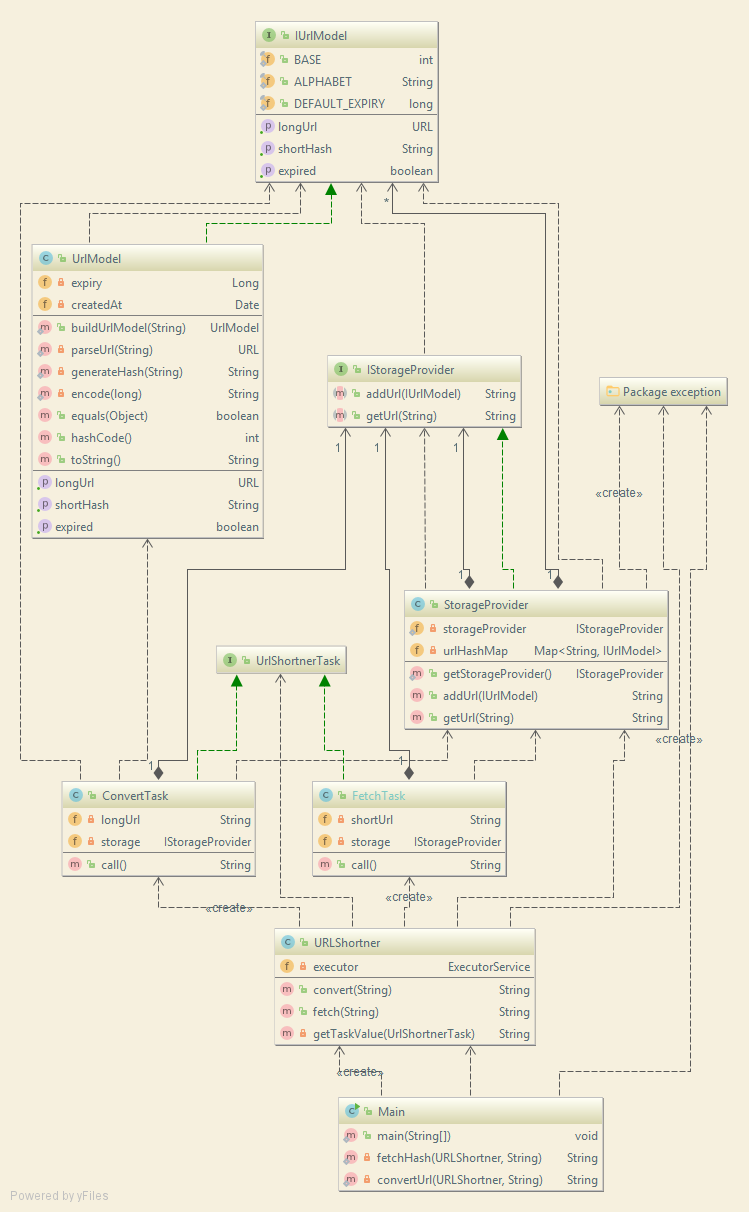 IUrlModel
BASE int
ALPHABET String
DEFAULT_EXPIRY long
longUrl URL
shortHash String
expired boolean
*
UrlModel
expiry Long
createdAt Date
buildUrlModel(String) UrlModel
parseUrl(String) URL
generateHash(String) String
encode(long) String
equals(Object) boolean
hashCode() int
toString() String
longUrl URL
shortHash String
expired boolean
IStorageProvider
addUrl(IUrlModel) String
getUrl(String) String
Package exception
1 1 1
«create»
1 1
StorageProvider
storageProvider IStorageProvider
urlHashMap Map<String, IUrlModel>
getStorageProvider() IStorageProvider
addUrl(IUrlModel) String
getUrl(String) String
UrlShortnerTask
«create»
1 1
ConvertTask
longUrl String
storage IStorageProvider
call() String
FetchTask
shortUrl String
storage IStorageProvider
call() String
«create»
«create»
URLShortner
executor ExecutorService
convert(String) String
fetch(String) String
getTaskValue(UrlShortnerTask) String
«create»
Main
main(String[]) void
fetchHash(URLShortner, String) String
convertUrl(URLShortner, String) String
Powered by yFiles